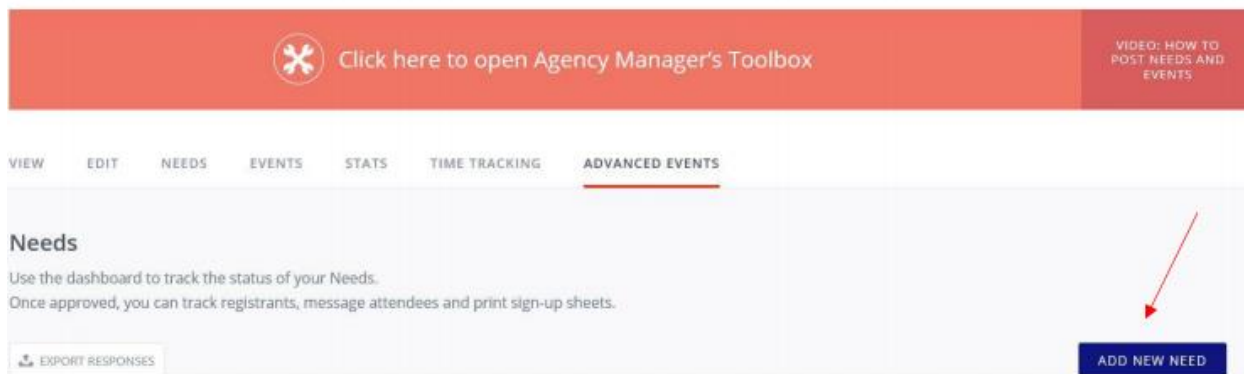 Click here to open Agency Manager's Toolbox
VIDEO: HOW TO
POST NEEDS AND
EVENTS
VIEW EDIT NEEDS EVENTS STATS TIME TRACKING ADVANCED EVENTS
Needs
Use the dashboard to track the status of your Needs.
Once approved, you can track registrants, message attendees and print sign-up sheets.
EXPORT RESPONSES
ADD NEW NEED